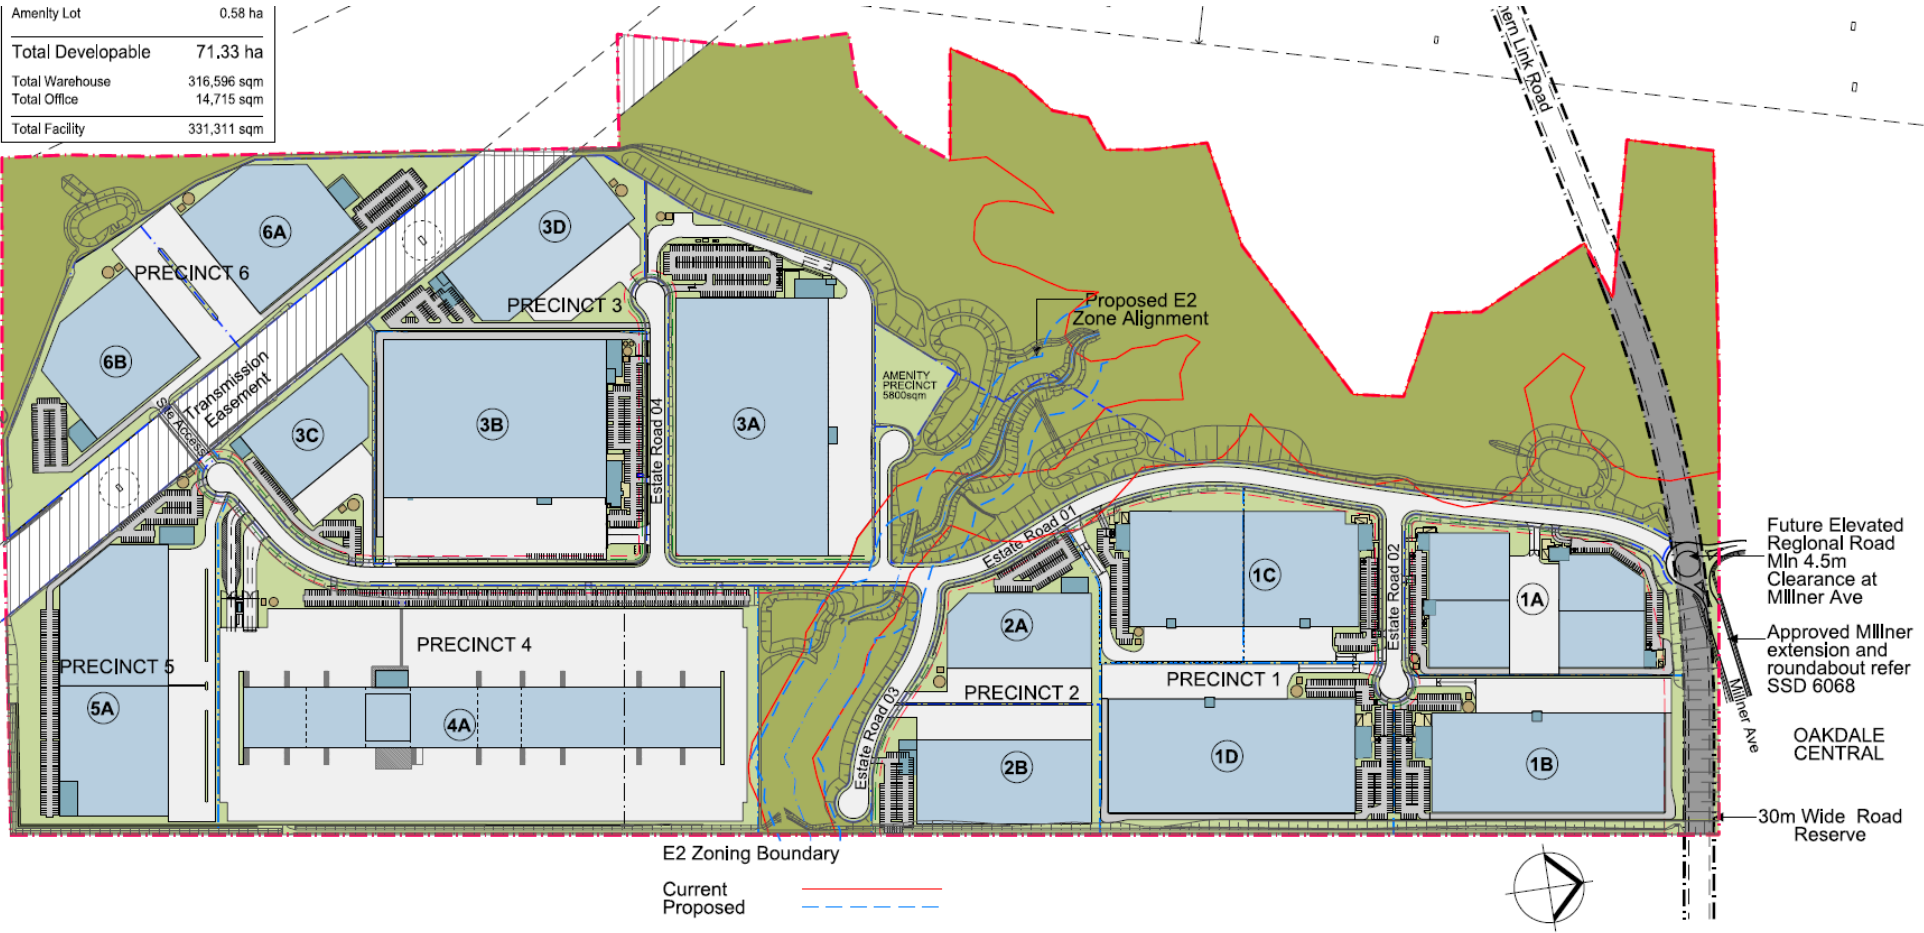 Amenity Lot 0.58 ha
Total Developable 71.33 ha
Total Warehouse 316,596 sqm
Total Office 14,715 sqm
Total Facility 331,311 sqm
Link Road
6A
PRECINCT 6
6B
Transmission
Easement
Site Access
3D
PRECINCT 3
3C
3B
Estate Road 04
3A
AMENITY
PRECINCT
5800sqm
Proposed E2
Zone Alignment
Estate Road 01
1C
Estate Road 02
1A
Future Elevated
Regional Road
Min 4.5m
Clearance at
Millner Ave
Approved Millner
extension and
roundabout refer
SSD 6068
Millner Ave
OAKDALE
CENTRAL
PRECINCT 5
5A
PRECINCT 4
4A
2A
PRECINCT 2
Estate Road 03
2B
PRECINCT 1
1D
1B
30m Wide Road
Reserve
E2 Zoning Boundary
Current
Proposed